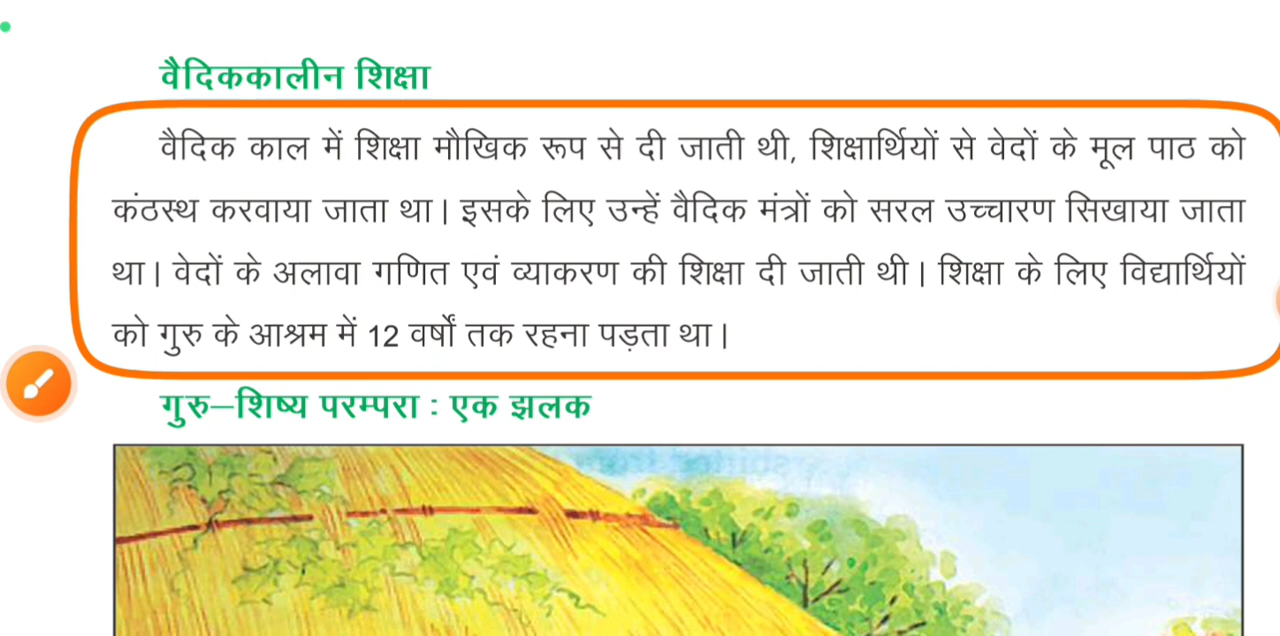 वैदिककालीन शिक्षा
वैदिक काल में शिक्षा मौखिक रूप से दी जाती थी, शिक्षार्थियों से वेदों के मूल पाठ को
कंठस्थ करवाया जाता था। इसके लिए उन्हें वैदिक मंत्रों को सरल उच्चारण सिखाया जाता
था। वेदों के अलावा गणित एवं व्याकरण की शिक्षा दी जाती थी। शिक्षा के लिए विद्यार्थियों
को गुरु के आश्रम में 12 वर्षों तक रहना पड़ता था।
गुरु–शिष्य परम्परा : एक झलक